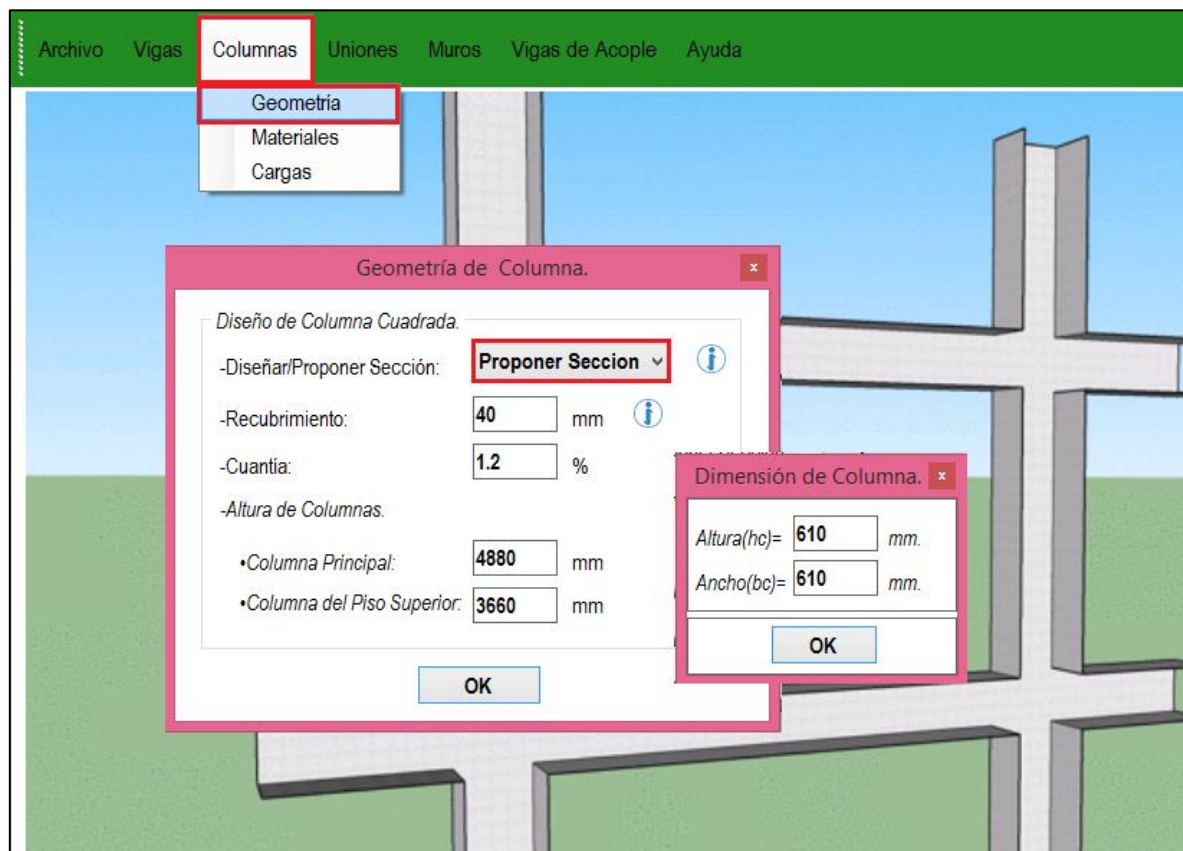 Archivo Vigas Columnas Uniones Muros Vigas de Acople Ayuda
Geometría
Materiales
Cargas
Geometría de Columna. x
Diseño de Columna Cuadrada.
-Diseñar/Proponer Sección: Proponer Seccion
-Recubrimiento: 40 mm
-Cuantia: 1.2 %
-Altura de Columnas.
•Columna Principal: 4880 mm
•Columna del Piso Superior: 3660 mm
OK
Dimensión de Columna. x
Altura(hc)= 610 mm.
Ancho(bc)= 610 mm.
OK